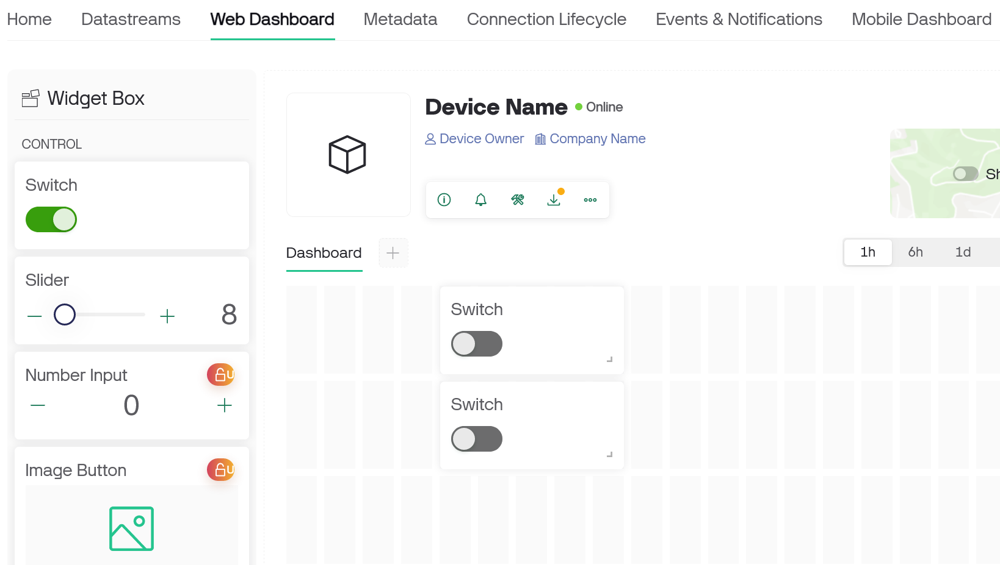 Home Datastreams Web Dashboard Metadata Connection Lifecycle Events & Notifications Mobile Dashboard
Widget Box
CONTROL
Switch
Slider
8
Number Input
U
0
Image Button
U
Device Name Online
Device Owner Company Name
Sh
Dashboard
1h 6h 1d
Switch
Switch